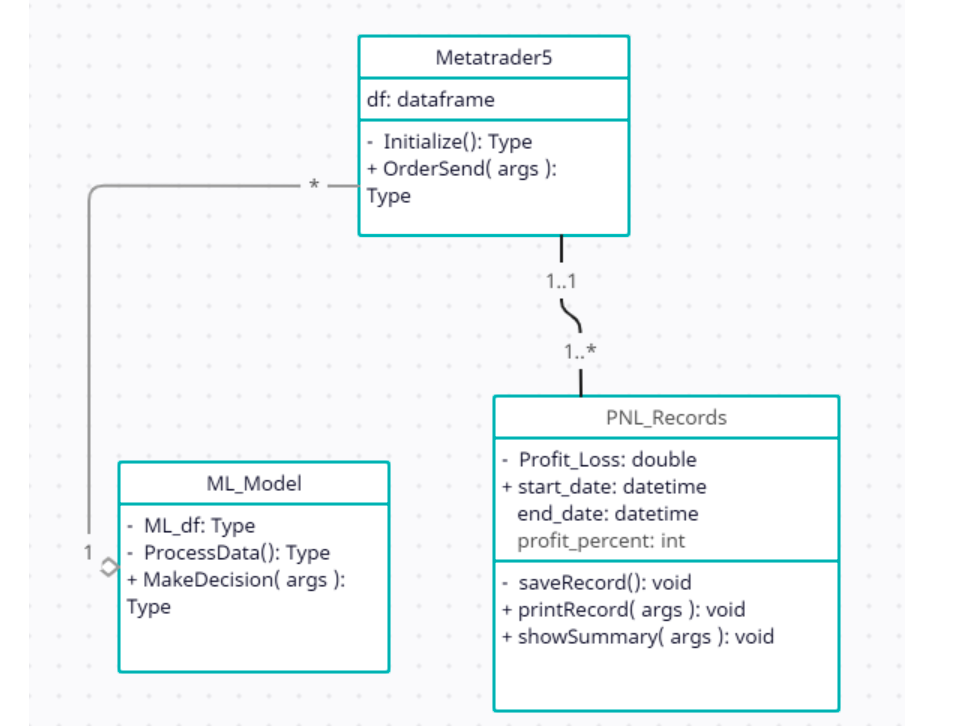 Metatrader5
df: dataframe
- Initialize(): Type
+ OrderSend( args ):
Type
*
1..1
1..*
PNL_Records
- Profit_Loss: double
+ start_date: datetime
end_date: datetime
profit_percent: int
- saveRecord(): void
+ printRecord( args ): void
+ showSummary( args ): void
ML_Model
- ML_df: Type
- ProcessData(): Type
+ MakeDecision( args ):
Type
1